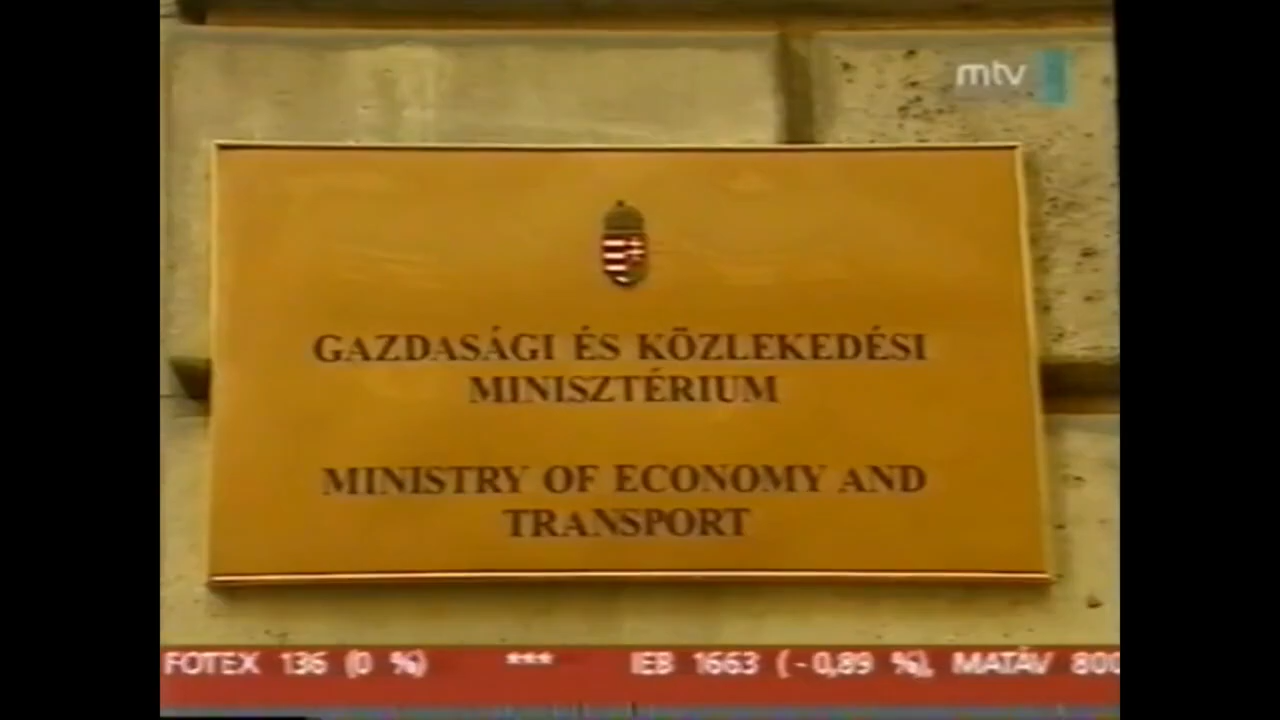 mtv
GAZDASÁGI ÉS KÖZLEKEDÉSI
MINISZTÉRIUM
MINISTRY OF ECONOMY AND
TRANSPORT
FOTEX 136 (0 %) *** IEB 1663 (-0,89 %), MATÁV 800